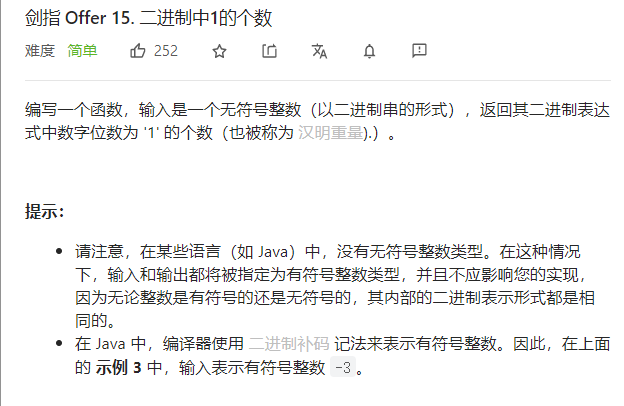 剑指 Offer 15. 二进制中1的个数
难度 简单 252
编写一个函数，输入是一个无符号整数（以二进制串的形式），返回其二进制表达
式中数字位数为 '1' 的个数（也被称为 汉明重量).）。
提示：
请注意，在某些语言（如 Java）中，没有无符号整数类型。在这种情况
下，输入和输出都将被指定为有符号整数类型，并且不应影响您的实现，
因为无论整数是有符号的还是无符号的，其内部的二进制表示形式都是相
同的。
在 Java 中，编译器使用 二进制补码 记法来表示有符号整数。因此，在上面
的 示例 3 中，输入表示有符号整数 -3。